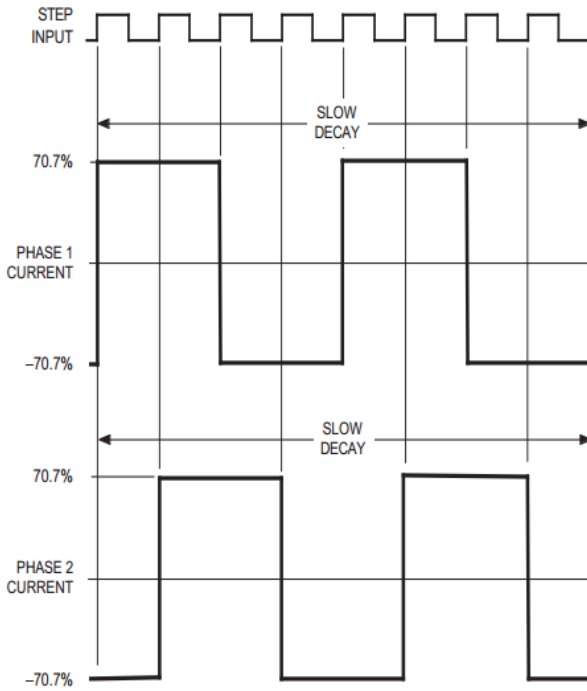 STEP
INPUT
SLOW
DECAY
70.7%
PHASE 1
CURRENT
–70.7%
SLOW
DECAY
70.7%
PHASE 2
CURRENT
–70.7%